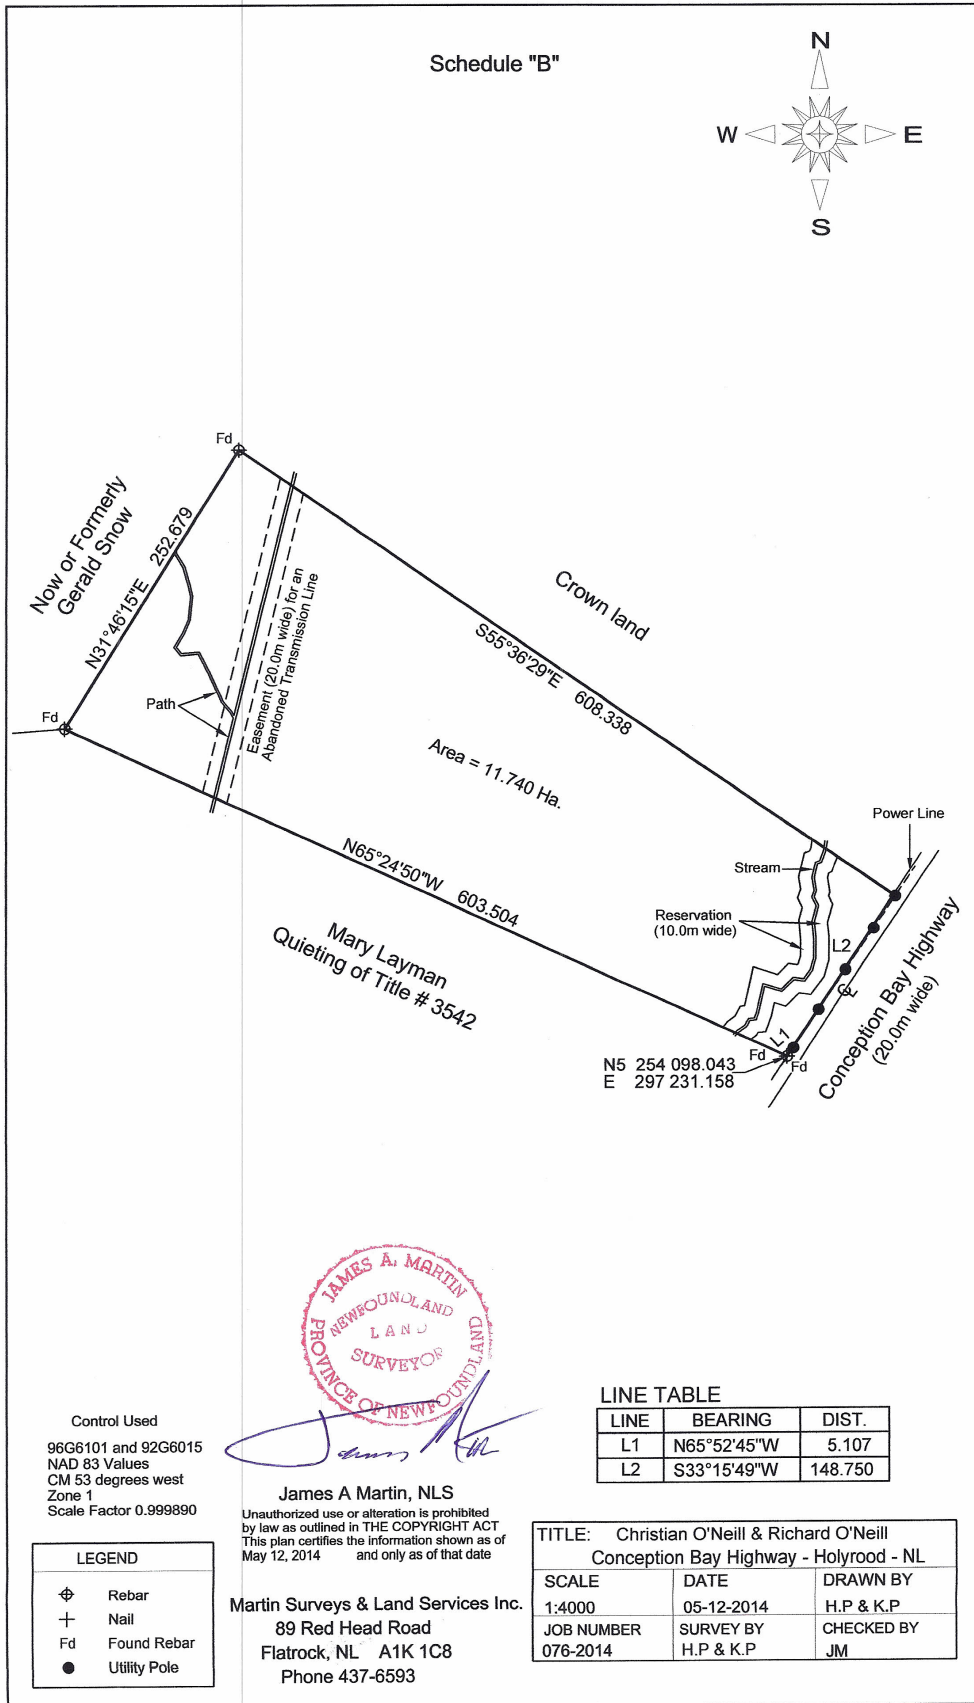 Schedule "B"
N
W
E
S
Fd
Now or Formerly
Gerald Snow
N31°46'15"E 252.679
Crown land
S55°36'29"E 608.338
Easement (20.0m wide) for an
Abandoned Transmission Line
Path
Fd
Area = 11.740 Ha.
Power Line
N65°24'50"W 603.504
Stream
Reservation
(10.0m wide)
L2
Mary Layman
Quieting of Title # 3542
Conception Bay Highway
(20.0m wide)
L1
Fd
Fd
N5 254 098.043
E 297 231.158
JAMES A. MARTIN
NEWFOUNDLAND
LAND
SURVEYOR
PROVINCE OF NEWFOUNDLAND
LINE TABLE
LINE BEARING DIST.
L1 N65°52'45"W 5.107
L2 S33°15'49"W 148.750
Control Used
96G6101 and 92G6015
NAD 83 Values
CM 53 degrees west
Zone 1
Scale Factor 0.999890
James A Martin, NLS
Unauthorized use or alteration is prohibited
by law as outlined in THE COPYRIGHT ACT
This plan certifies the information shown as of
May 12, 2014 and only as of that date
LEGEND
Rebar
Nail
Fd Found Rebar
Utility Pole
Martin Surveys & Land Services Inc.
89 Red Head Road
Flatrock, NL A1K 1C8
Phone 437-6593
TITLE: Christian O'Neill & Richard O'Neill
Conception Bay Highway - Holyrood - NL
SCALE DATE DRAWN BY
1:4000 05-12-2014 H.P & K.P
JOB NUMBER SURVEY BY CHECKED BY
076-2014 H.P & K.P JM